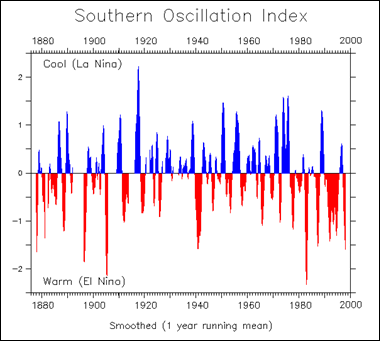 Southern Oscillation Index
1880 1900 1920 1940 1960 1980 2000
Cool (La Nina)
2
1
0
-1
-2
Warm (El Nino)
1880 1900 1920 1940 1960 1980 2000
Smoothed (1 year running mean)